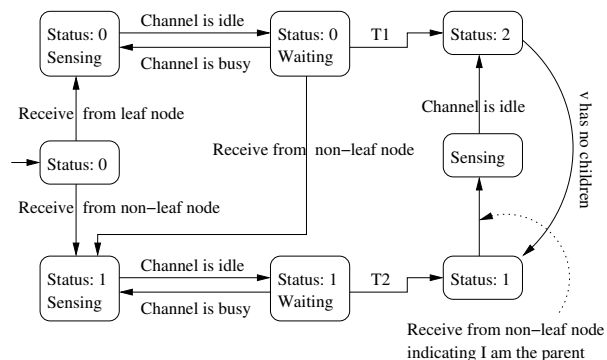 Status: 0
Sensing
Channel is idle
Channel is busy
Status: 0
Waiting
T1
Status: 2
Receive from leaf node
Status: 0
Receive from non−leaf node
Receive from non−leaf node
Channel is idle
Sensing
v has no children
Status: 1
Sensing
Channel is idle
Channel is busy
Status: 1
Waiting
T2
Status: 1
Receive from non−leaf node
indicating I am the parent